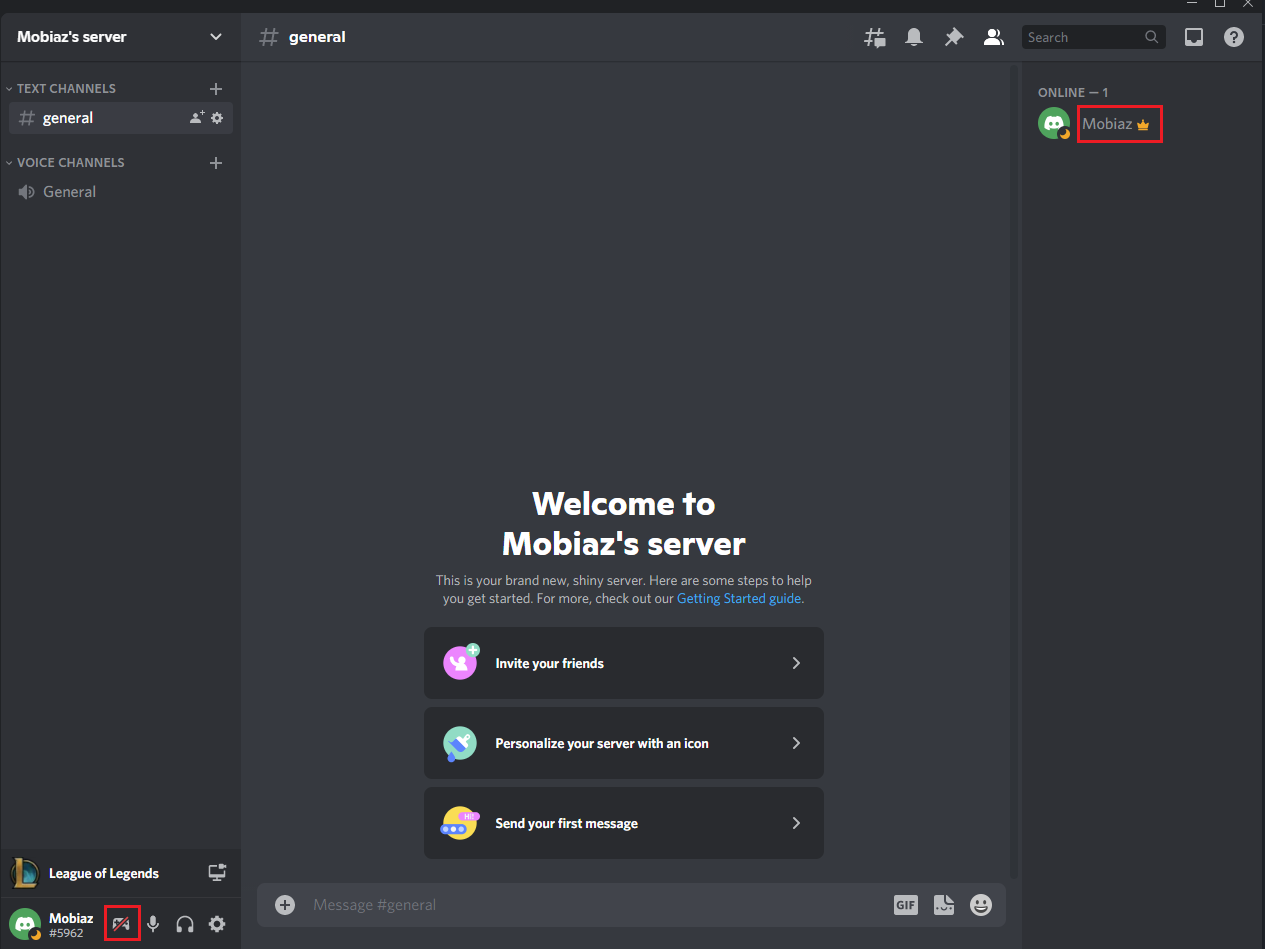 Mobiaz's server
general
Search
TEXT CHANNELS
general
VOICE CHANNELS
General
ONLINE — 1
Mobiaz
Welcome to
Mobiaz's server
This is your brand new, shiny server. Here are some steps to help
you get started. For more, check out our Getting Started guide.
Invite your friends
Personalize your server with an icon
Hi!
Send your first message
League of Legends
Mobiaz
#5962
Message #general
GIF